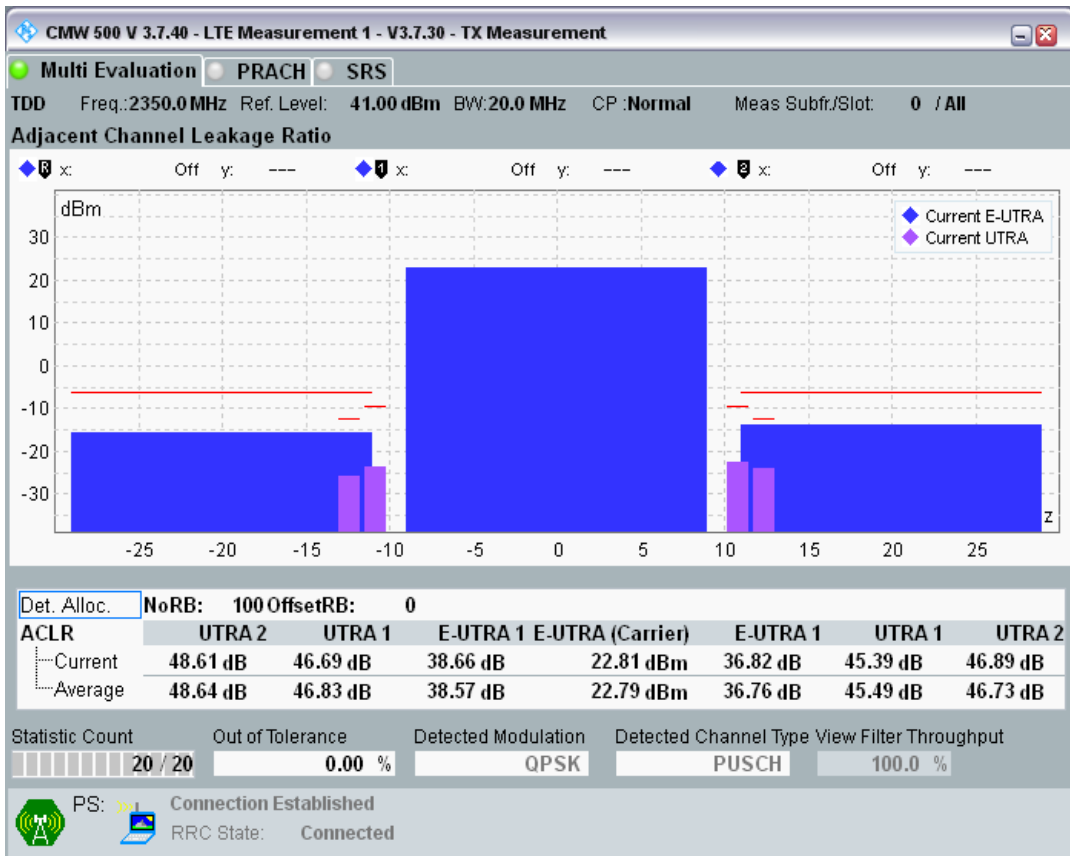 CMW 500 V 3.7.40 - LTE Measurement 1 - V3.7.30 - TX Measurement
Multi Evaluation PRACH SRS
TDD Freq.:2350.0 MHz Ref. Level: 41.00 dBm BW:20.0 MHz CP :Normal Meas Subfr./Slot: 0 / All
Adjacent Channel Leakage Ratio
R x: Off y: --- 1 x: Off y: --- 2 x: Off y: ---
dBm
Current E-UTRA
Current UTRA
30
20
10
0
-10
-20
-30
z
-25 -20 -15 -10 -5 0 5 10 15 20 25
Det. Alloc. NoRB: 100 OffsetRB: 0
ACLR UTRA 2 UTRA 1 E-UTRA 1 E-UTRA (Carrier) E-UTRA 1 UTRA 1 UTRA 2
Current 48.61 dB 46.69 dB 38.66 dB 22.81 dBm 36.82 dB 45.39 dB 46.89 dB
Average 48.64 dB 46.83 dB 38.57 dB 22.79 dBm 36.76 dB 45.49 dB 46.73 dB
Statistic Count Out of Tolerance Detected Modulation Detected Channel Type View Filter Throughput
20 / 20 0.00 % QPSK PUSCH 100.0 %
PS: Connection Established
RRC State: Connected